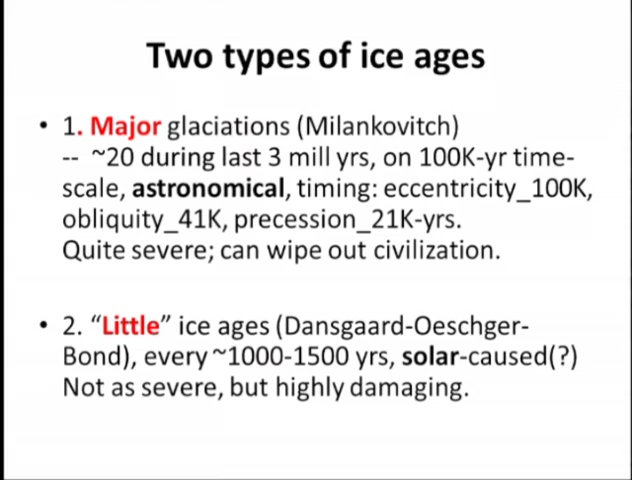 Two types of ice ages
• 1. Major glaciations (Milankovitch)
-- ~20 during last 3 mill yrs, on 100K-yr time-
scale, astronomical, timing: eccentricity_100K,
obliquity_41K, precession_21K-yrs.
Quite severe; can wipe out civilization.
• 2. “Little” ice ages (Dansgaard-Oeschger-
Bond), every ~1000-1500 yrs, solar-caused(?)
Not as severe, but highly damaging.